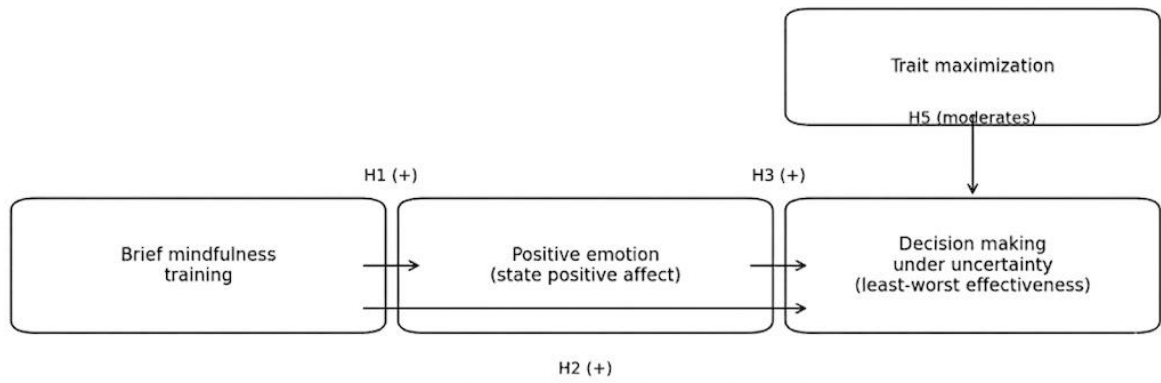 Trait maximization
H5 (moderates)
H1 (+)
H3 (+)
Brief mindfulness
training
Positive emotion
(state positive affect)
Decision making
under uncertainty
(least-worst effectiveness)
H2 (+)